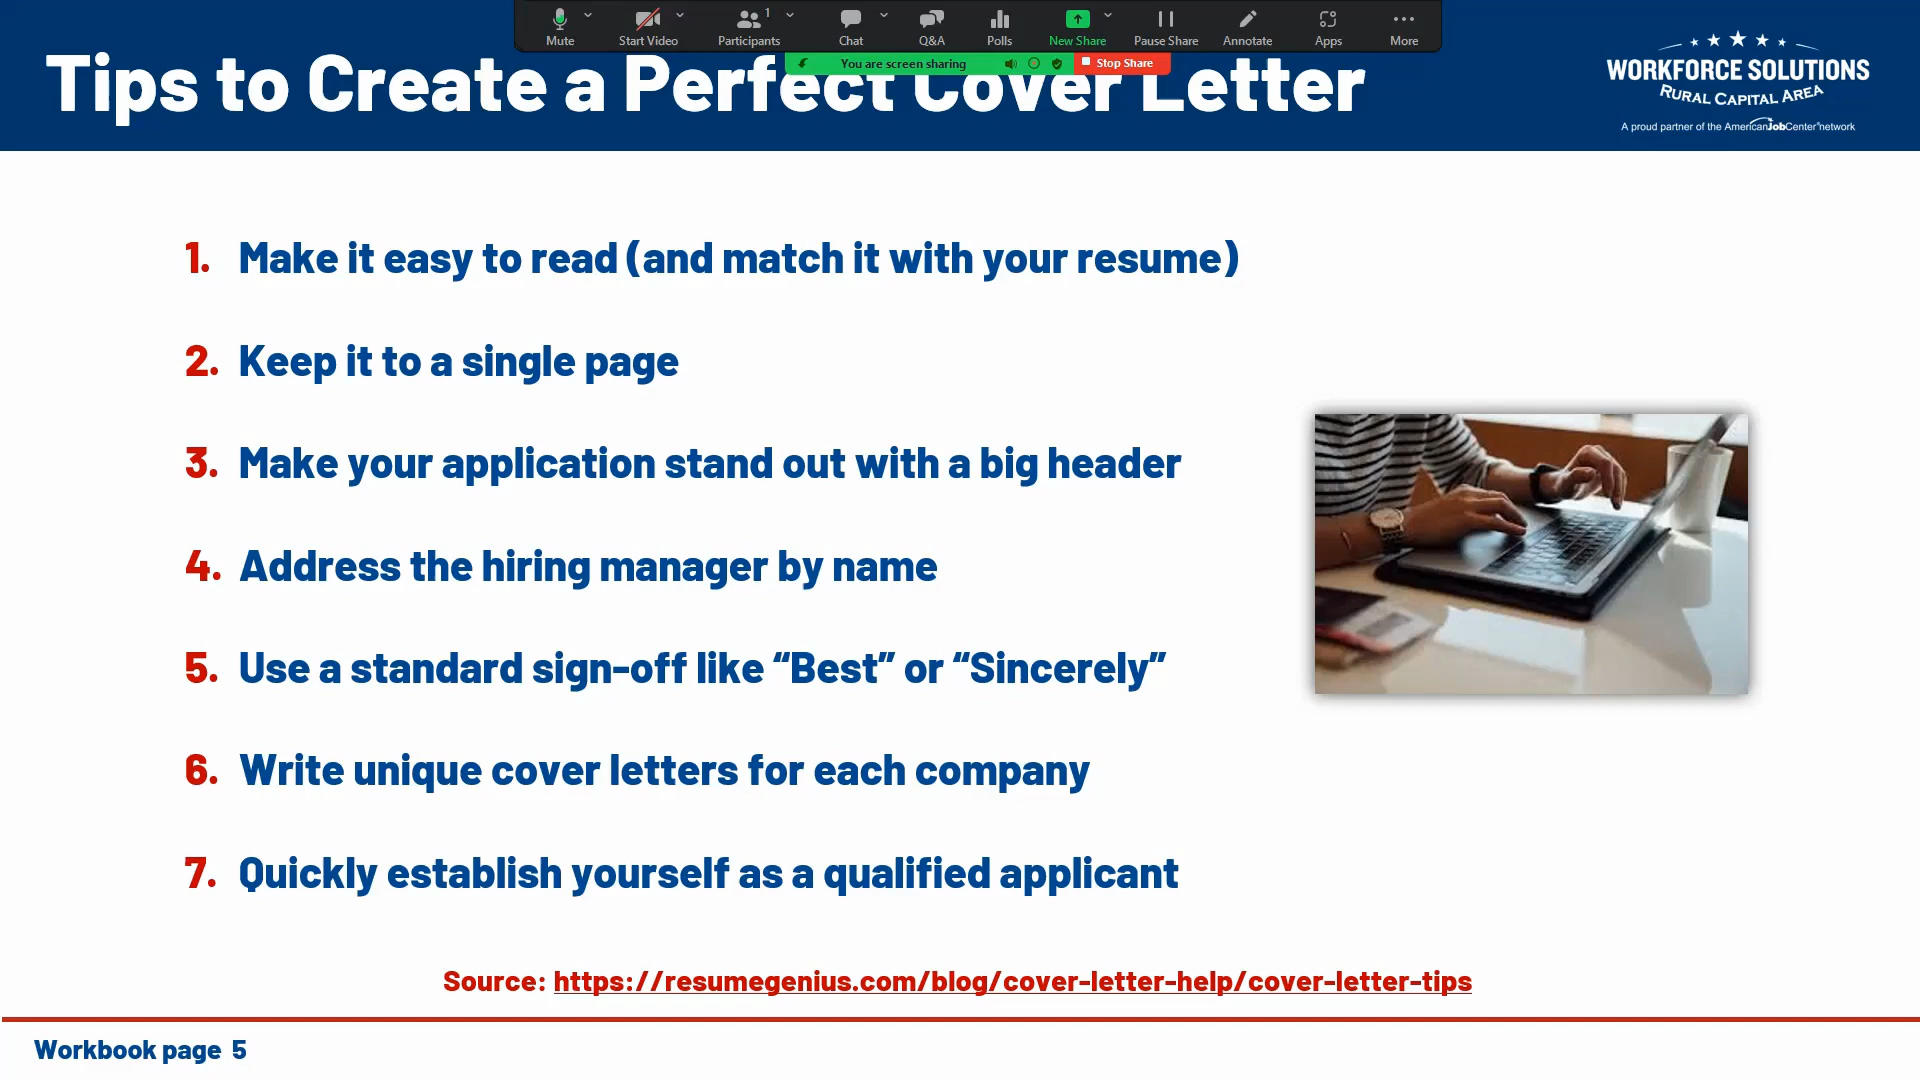 Mute
Start Video
Participants 1
Chat
Q&A
Polls
New Share
Pause Share
Annotate
Apps
More
You are screen sharing
Stop Share
Tips to Create a Perfect Cover Letter
WORKFORCE SOLUTIONS
RURAL CAPITAL AREA
A proud partner of the AmericanJobCenter®network
1. Make it easy to read (and match it with your resume)
2. Keep it to a single page
3. Make your application stand out with a big header
4. Address the hiring manager by name
5. Use a standard sign-off like “Best” or “Sincerely”
6. Write unique cover letters for each company
7. Quickly establish yourself as a qualified applicant
Source: https://resumegenius.com/blog/cover-letter-help/cover-letter-tips
Workbook page 5